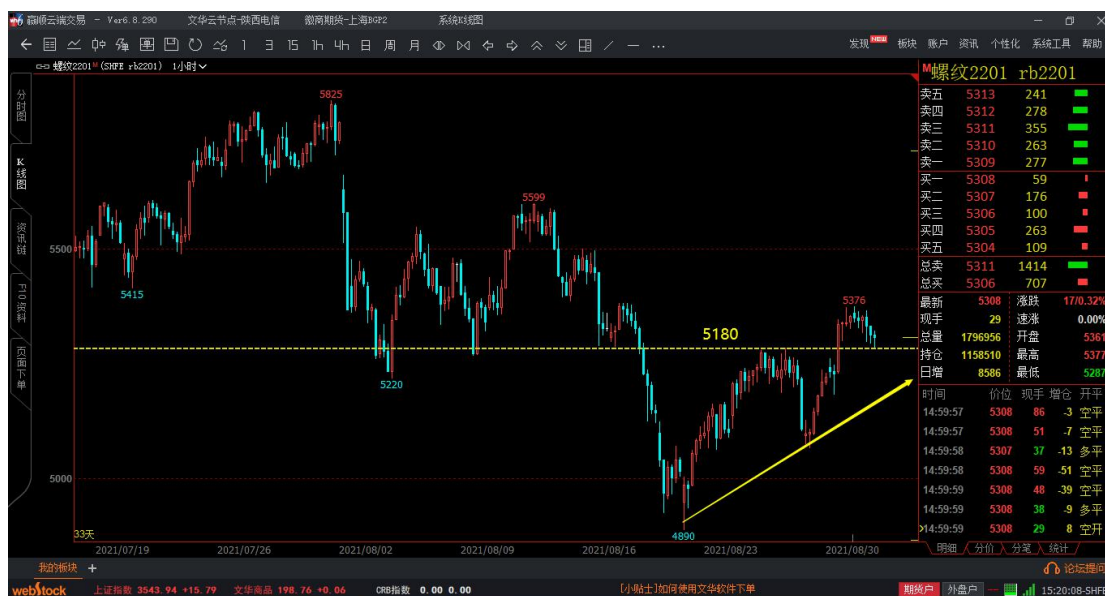 赢顺云端交易 - Ver6.8.290 文华云节点-陕西电信 徽商期货-上海BGP2 系统K线图
1 3 15 1h 4h 日 周 月 ... 发现 NEW 板块 账户 资讯 个性化 系统工具 帮助
螺纹2201 M (SHFE rb2201) 1小时
分时图
K线图
资讯链
F10资料
页面下单
5825
5599
5500
5415
5376
5180
5220
5000
4890
33天
2021/07/19 2021/07/26 2021/08/02 2021/08/09 2021/08/16 2021/08/23 2021/08/30
M螺纹2201 rb2201
卖五 5313 241
卖四 5312 278
卖三 5311 355
卖二 5310 263
卖一 5309 277
买一 5308 59
买二 5307 176
买三 5306 100
买四 5305 263
买五 5304 109
总卖 5311 1414
总买 5306 707
最新 5308 涨跌 17/0.32%
现手 29 速涨 0.00%
总量 1796956 开盘 5361
持仓 1158510 最高 5377
日增 8586 最低 5287
时间 价位 现手 增仓 开平
14:59:57 5308 86 -3 空平
14:59:57 5308 51 -7 空平
14:59:58 5307 37 -13 多平
14:59:58 5308 59 -51 空平
14:59:59 5308 48 -39 空平
14:59:59 5308 38 -9 多平
14:59:59 5308 29 8 空开
明细 分价 分笔 统计
我的板块 + 论坛提问
webstock 上证指数 3543.94 +15.79 文华商品 198.76 +0.06 CRB指数 0.00 0.00 [小贴士]如何使用文华软件下单 期货户 外盘户 15:20:08-SHFE